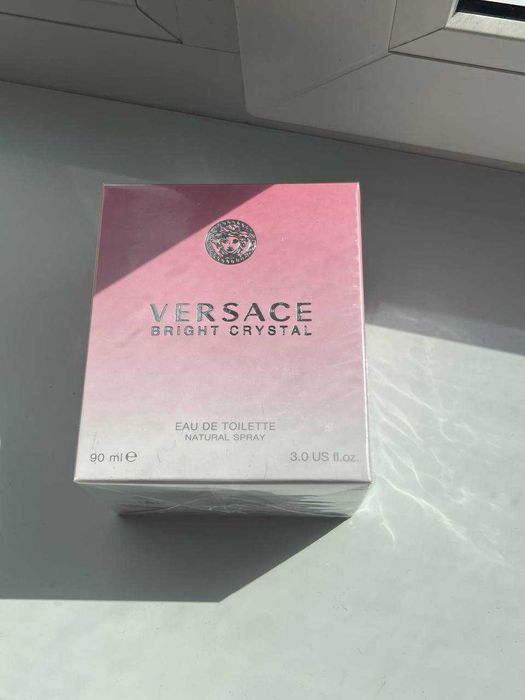 VERSACE
BRIGHT CRYSTAL
EAU DE TOILETTE
NATURAL SPRAY
90 ml ℮ 3.0 US fl.oz.